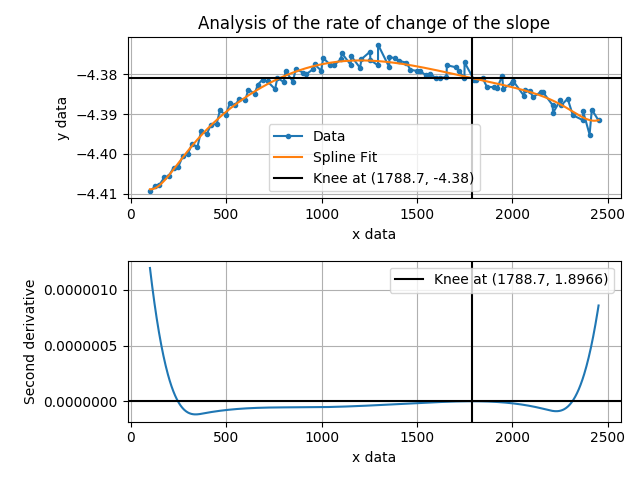 Analysis of the rate of change of the slope
−4.38
−4.39
−4.40
−4.41
y data
Data
Spline Fit
Knee at (1788.7, -4.38)
0
500
1000
1500
2000
2500
x data
Knee at (1788.7, 1.8966)
0.0000010
0.0000005
0.0000000
Second derivative
0
500
1000
1500
2000
2500
x data